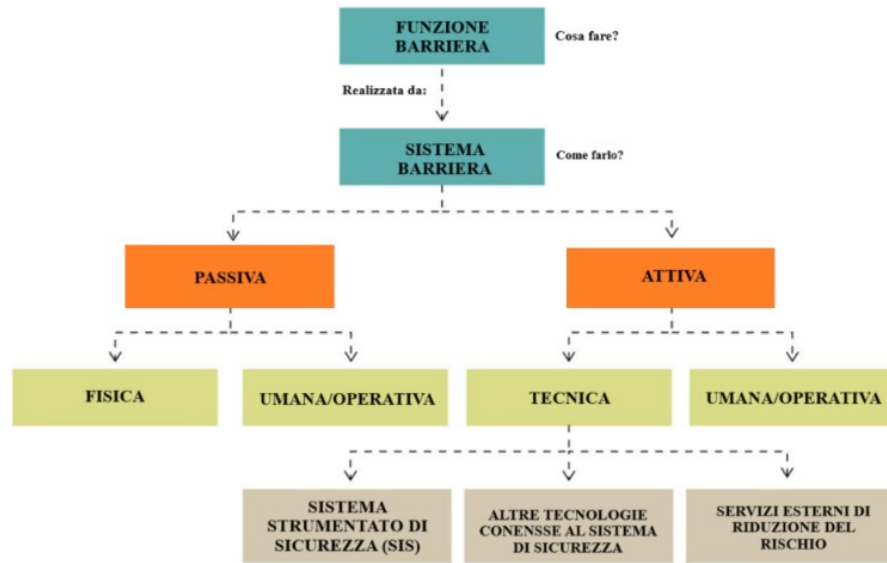 FUNZIONE
BARRIERA
Cosa fare?
Realizzata da:
SISTEMA
BARRIERA
Come farlo?
PASSIVA
ATTIVA
FISICA
UMANA/OPERATIVA
TECNICA
UMANA/OPERATIVA
SISTEMA
STRUMENTATO DI
SICUREZZA (SIS)
ALTRE TECNOLOGIE
CONENSSE AL SISTEMA
DI SICUREZZA
SERVIZI ESTERNI DI
RIDUZIONE DEL
RISCHIO